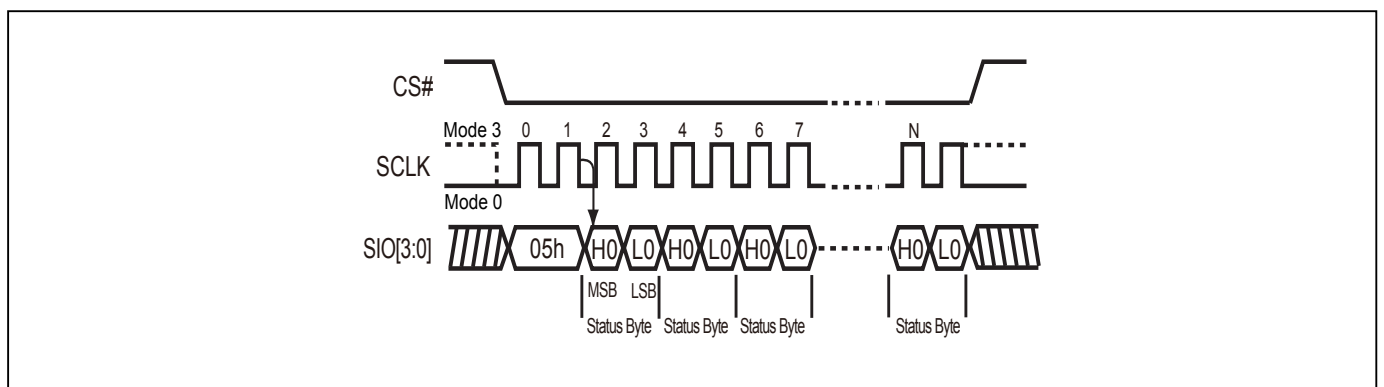 CS#
Mode 3 0 1 2 3 4 5 6 7 N
SCLK
Mode 0
SIO[3:0] 05h H0 L0 H0 L0 H0 L0 H0 L0
MSB LSB
Status Byte Status Byte Status Byte Status Byte